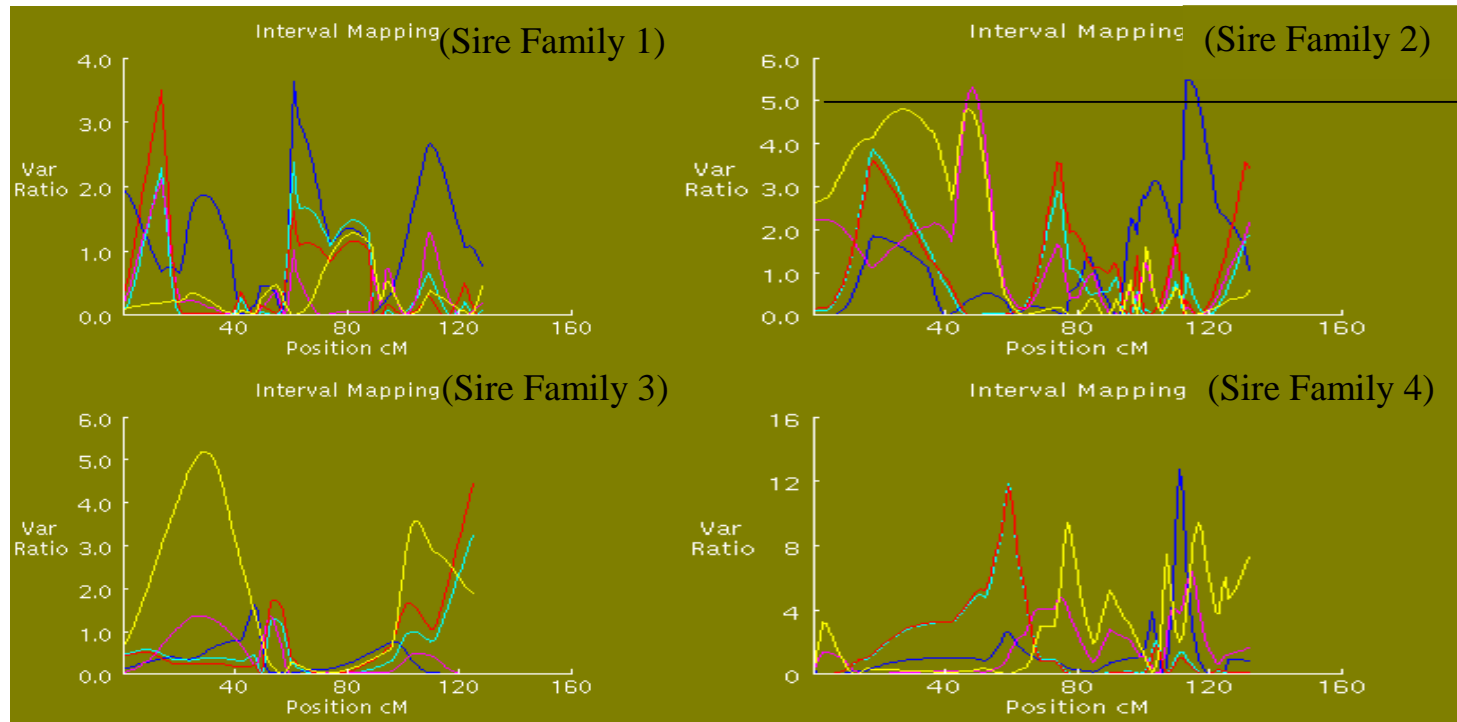 Interval Mapping (Sire Family 1)
4.0
3.0
Var
Ratio
2.0
1.0
0.0
40 80 120 160
Position cM
Interval Mapping (Sire Family 2)
6.0
5.0
4.0
Var
Ratio
3.0
2.0
1.0
0.0
40 80 120 160
Position cM
Interval Mapping (Sire Family 3)
6.0
5.0
4.0
Var
Ratio
3.0
2.0
1.0
0.0
40 80 120 160
Position cM
Interval Mapping (Sire Family 4)
16
12
Var
Ratio
8
4
0
40 80 120 160
Position cM